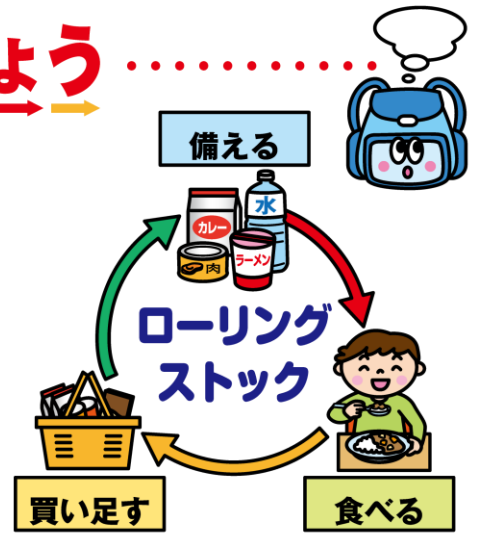 ょう
備える
カレー
水
肉
ラーメン
ローリング
ストック
買い足す
食べる